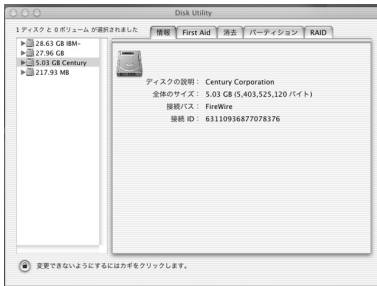 Disk Utility
1 ディスク と 0 ボリューム が選択されました
情報 First Aid 消去 パーティション RAID
28.63 GB IBM-
27.96 GB
5.03 GB Century
217.93 MB
ディスクの説明： Century Corporation
全体のサイズ： 5.03 GB (5,403,525,120 バイト)
接続バス： FireWire
接続 ID： 63110936877078376
変更できないようにするにはカギをクリックします。